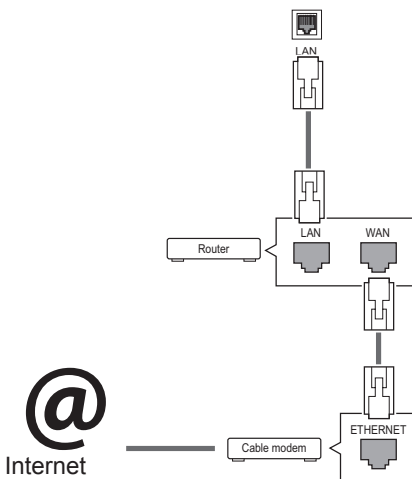 LAN
LAN WAN
Router
@
ETHERNET
Cable modem
Internet